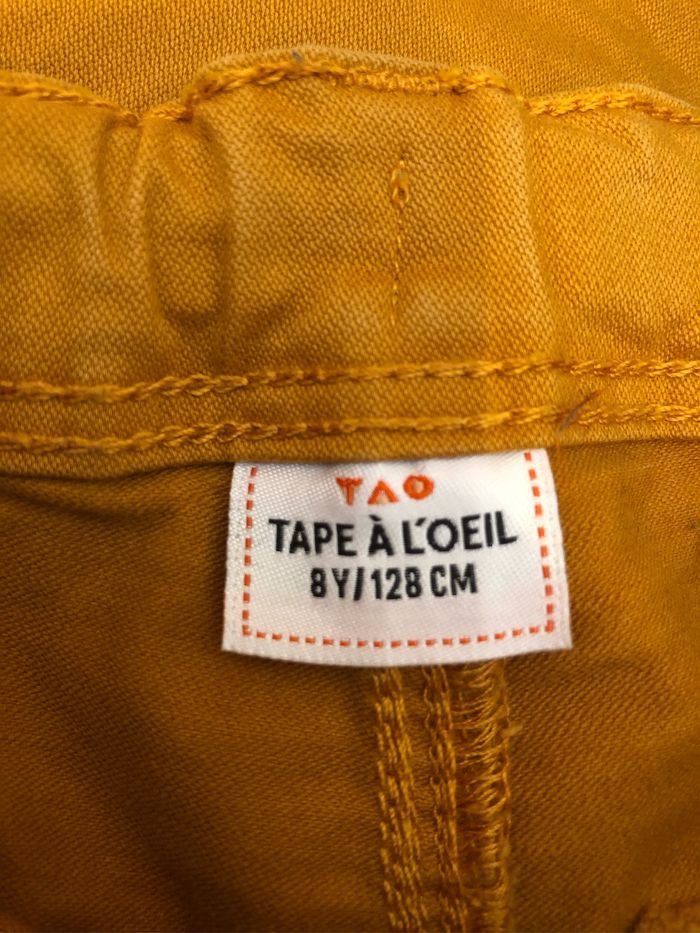 TAO
TAPE À L'OEIL
8Y/128 CM